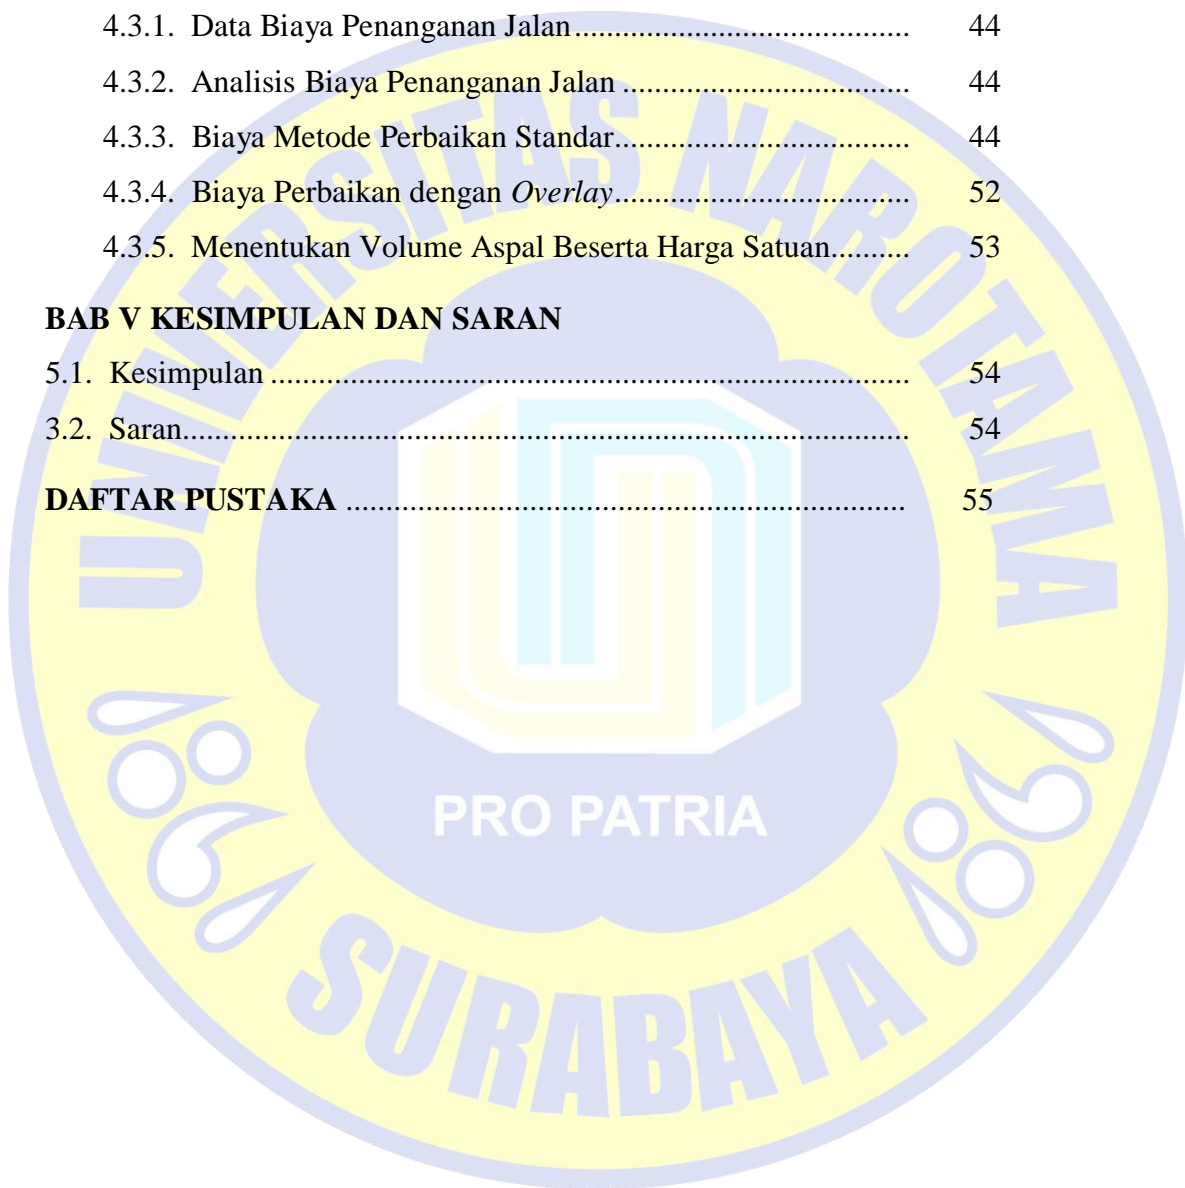 4.3.1. Data Biaya Penanganan Jalan.................................... 44
4.3.2. Analisis Biaya Penanganan Jalan ................................ 44
4.3.3. Biaya Metode Perbaikan Standar.................................. 44
4.3.4. Biaya Perbaikan dengan Overlay.................................. 52
4.3.5. Menentukan Volume Aspal Beserta Harga Satuan.......... 53
BAB V KESIMPULAN DAN SARAN
5.1. Kesimpulan ................................................................................ 54
3.2. Saran........................................................................................... 54
DAFTAR PUSTAKA ...................................................................... 55
UNIVERSITAS NAROTAMA
PRO PATRIA
1981
1981
SURABAYA